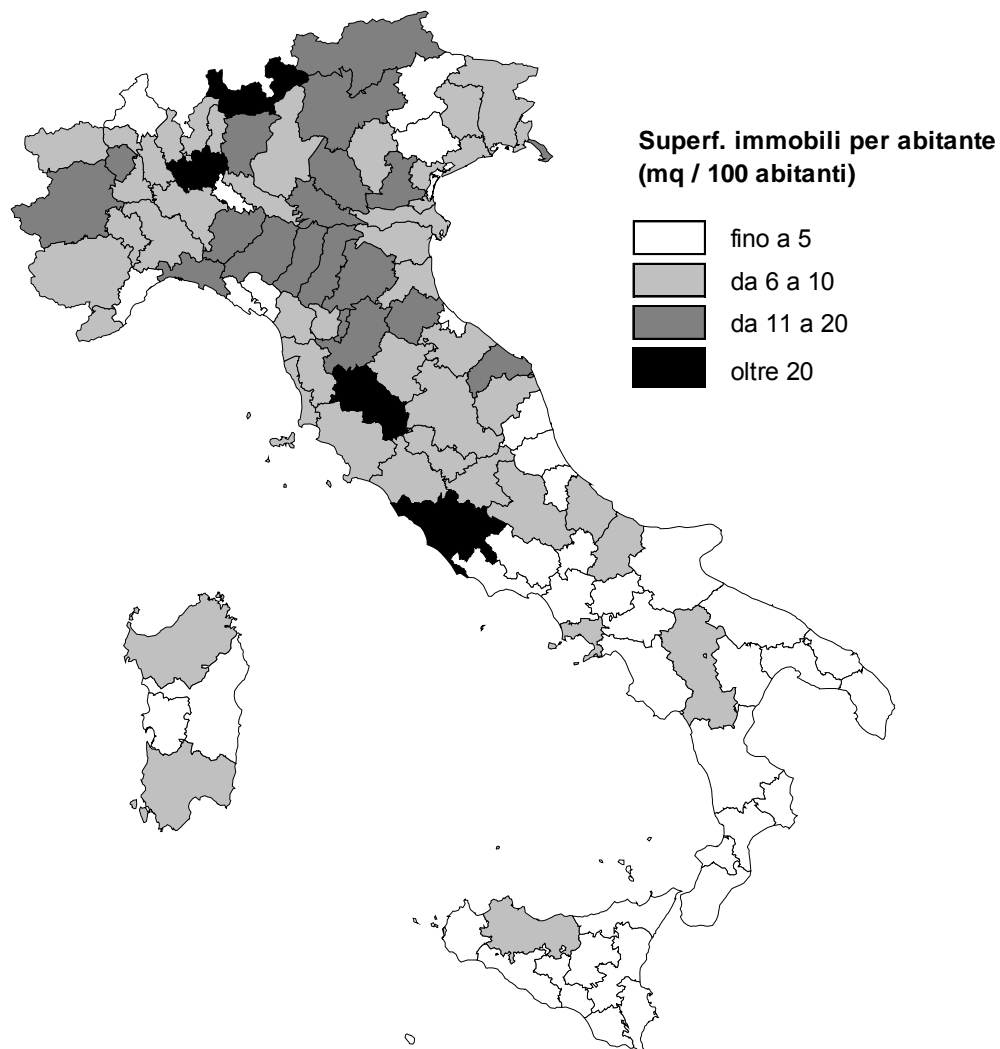 Superf. immobili per abitante
(mq / 100 abitanti)
fino a 5
da 6 a 10
da 11 a 20
oltre 20